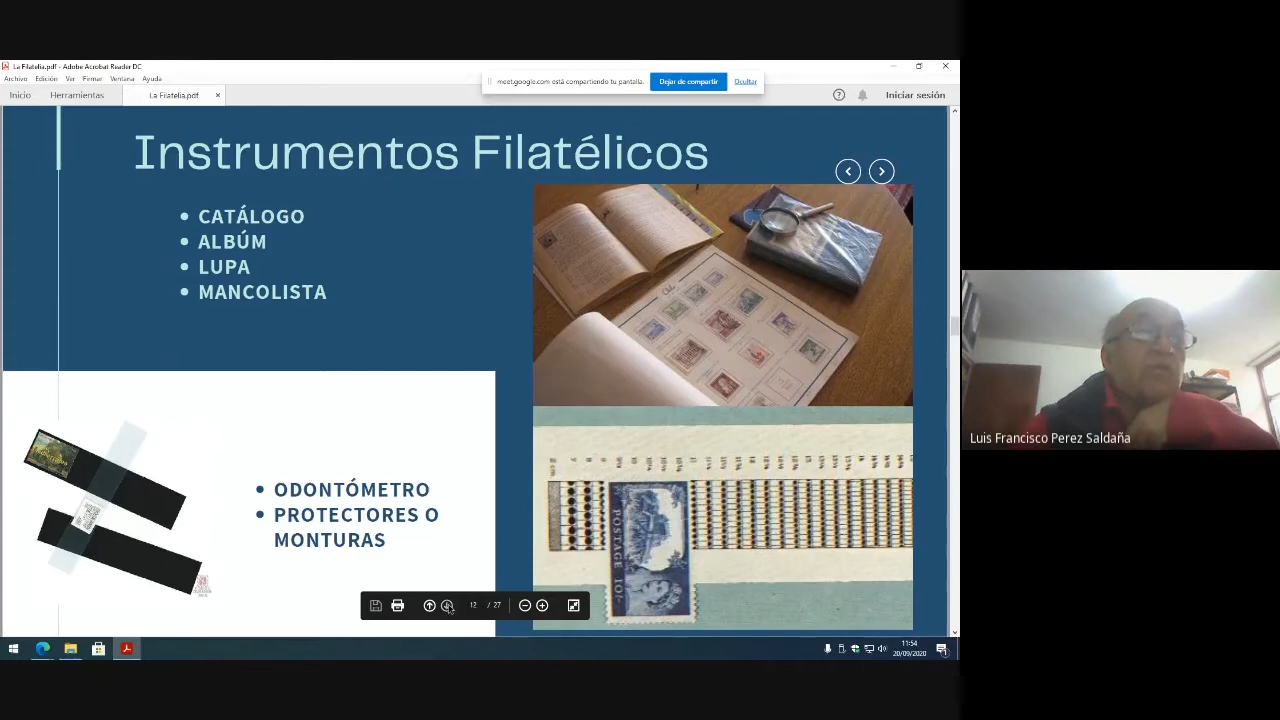 La Filatelia.pdf - Adobe Acrobat Reader DC
Archivo Edición Ver Firmar Ventana Ayuda
meet.google.com está compartiendo tu pantalla. Dejar de compartir Ocultar
Inicio Herramientas La Filatelia.pdf × Iniciar sesión
Instrumentos Filatélicos
• CATÁLOGO
• ALBÚM
• LUPA
• MANCOLISTA
• ODONTÓMETRO
• PROTECTORES O
MONTURAS
POSTAGE 10/-
12 / 27
Luis Francisco Perez Saldaña
11:54
20/09/2020